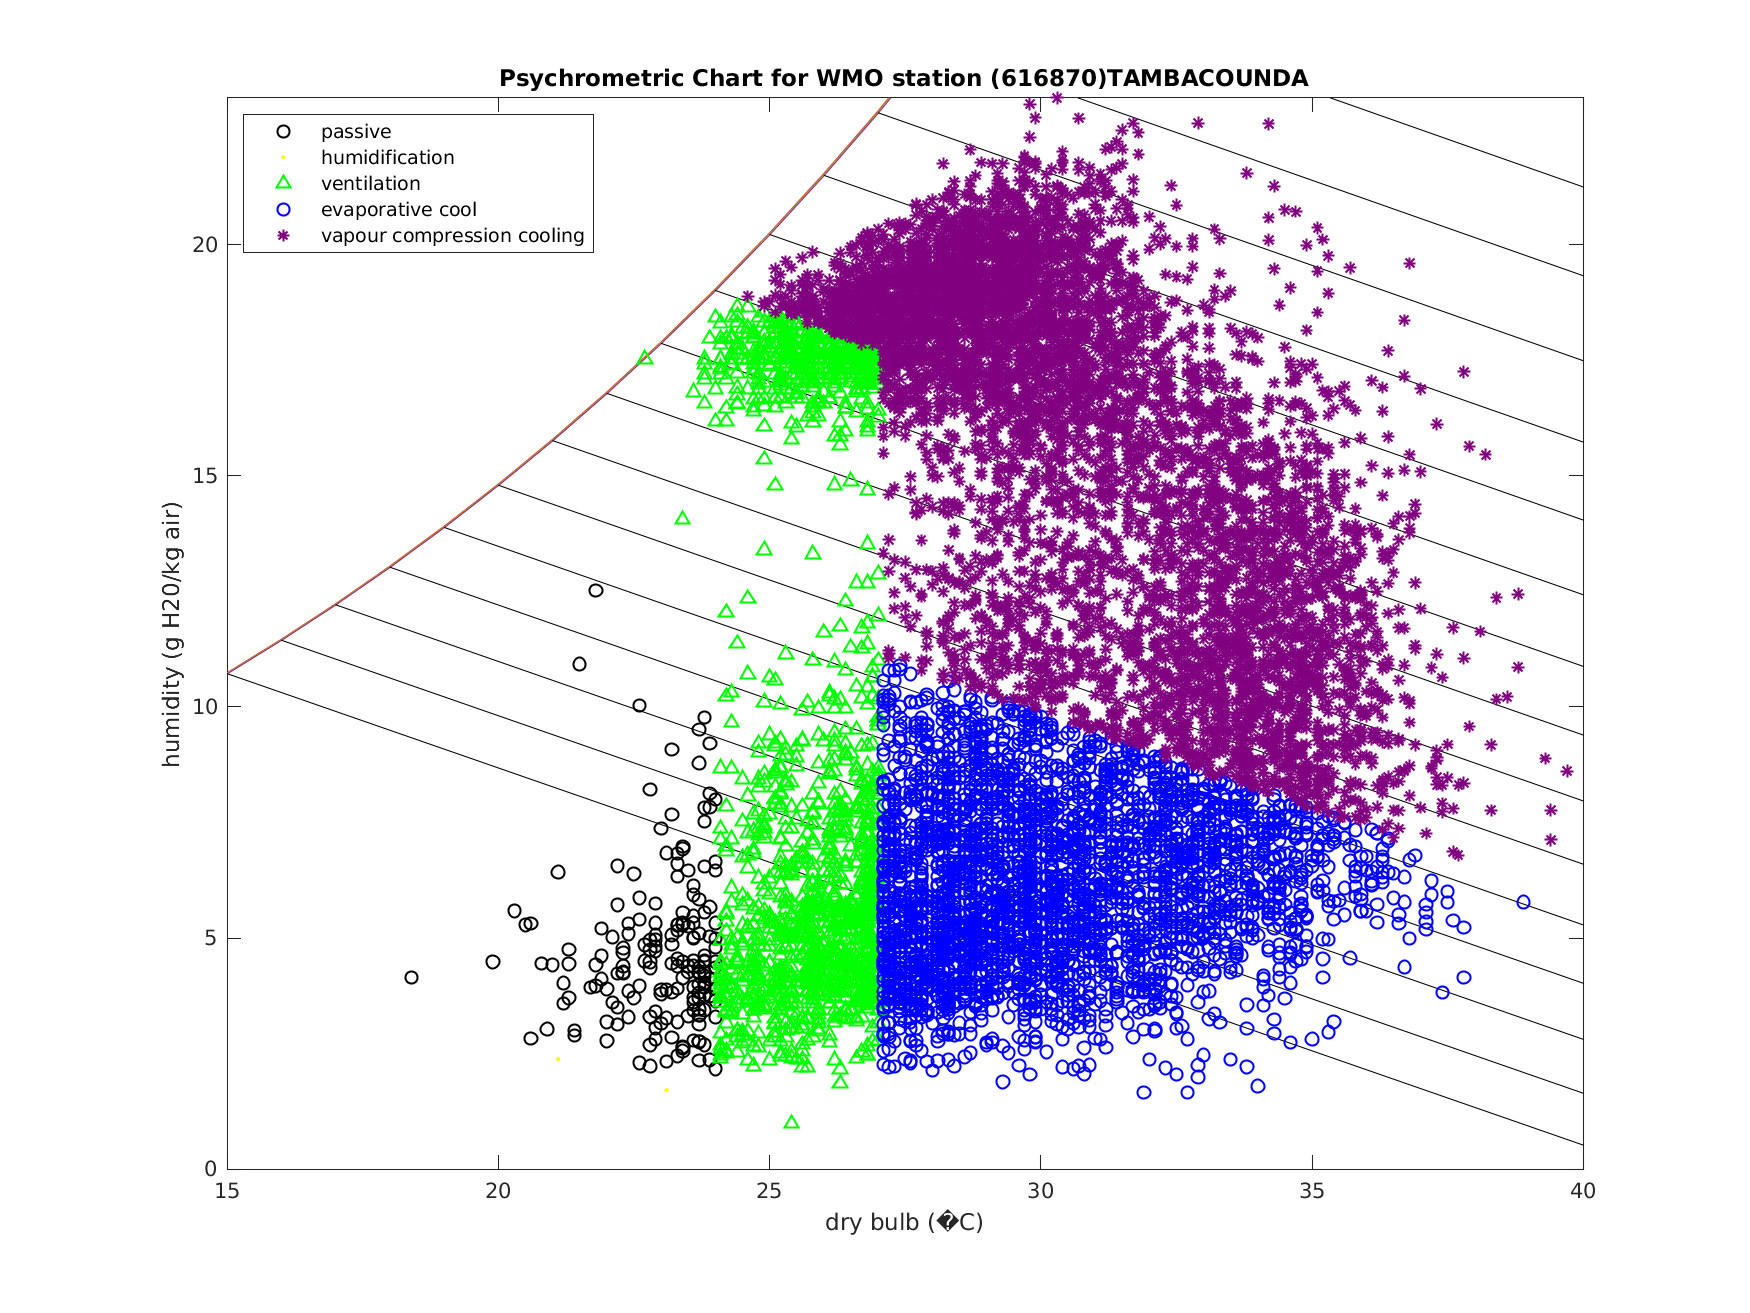 Psychrometric Chart for WMO station (616870)TAMBACOUNDA
passive
humidification
ventilation
evaporative cool
vapour compression cooling
20
15
10
5
0
humidity (g H20/kg air)
15 20 25 30 35 40
dry bulb (�C)